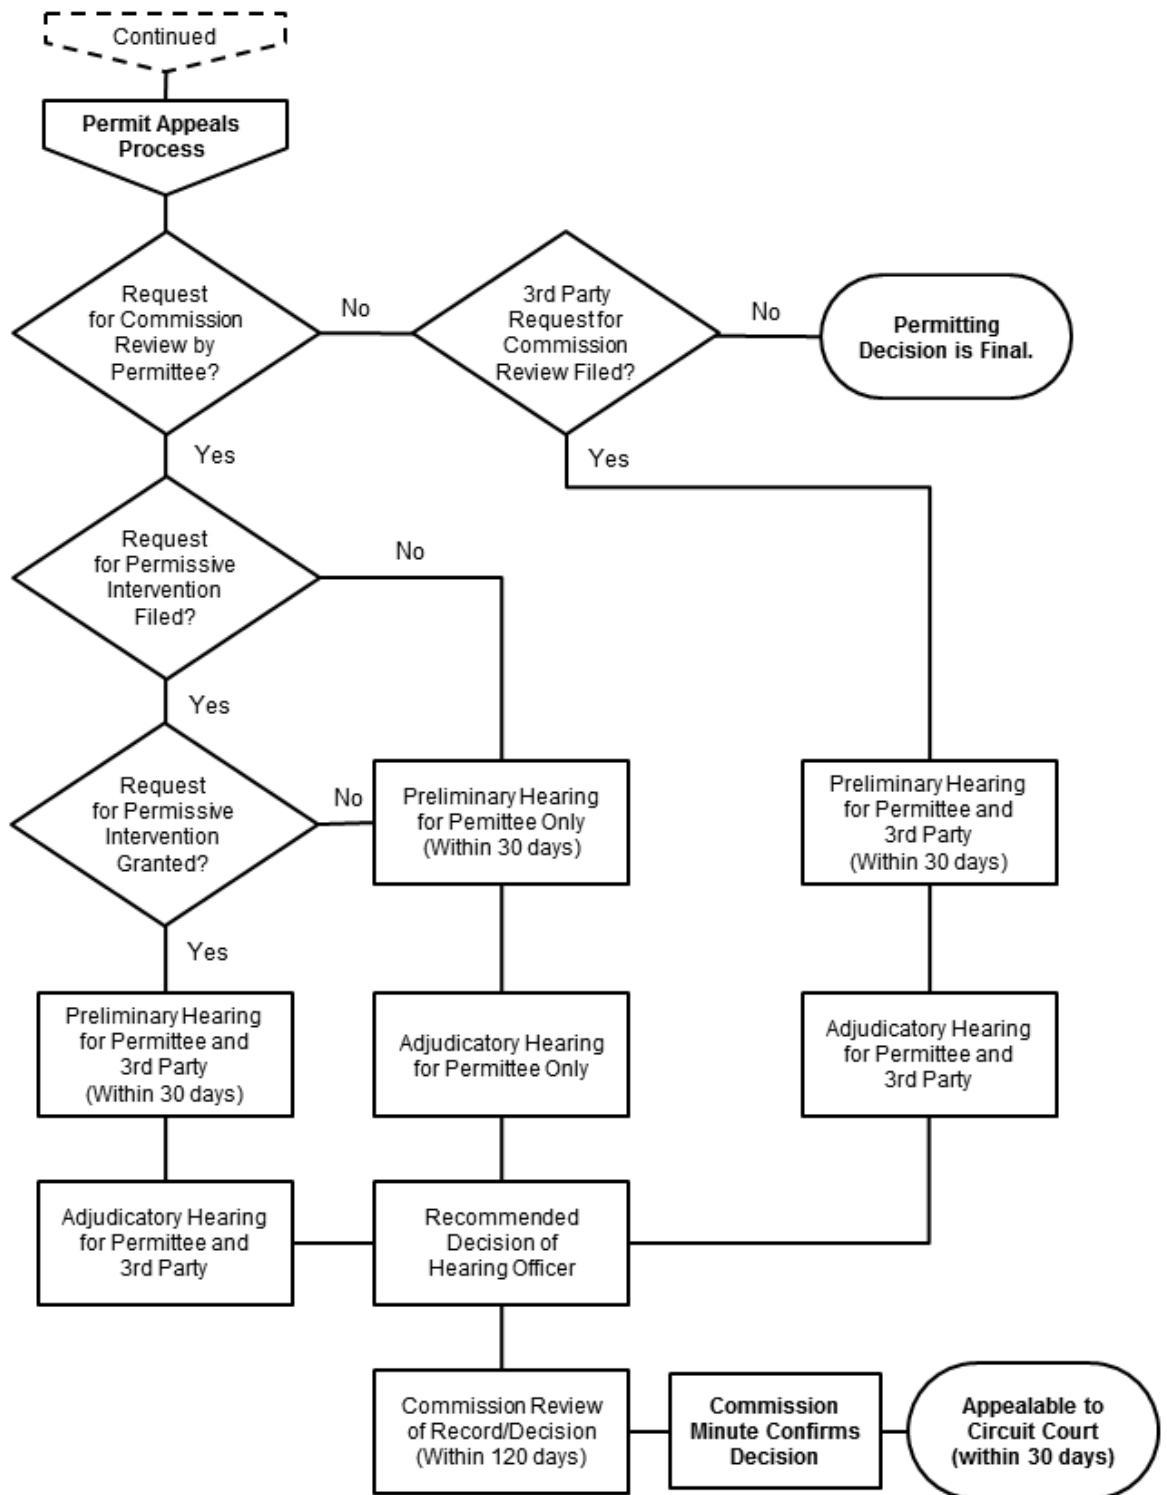 Continued
Permit Appeals
Process
Request
for Commission
Review by
Permittee?
No
3rd Party
Request for
Commission
Review Filed?
No
Permitting
Decision is Final.
Yes
Yes
Request
for Permissive
Intervention
Filed?
No
Yes
Request
for Permissive
Intervention
Granted?
No
Preliminary Hearing
for Pemittee Only
(Within 30 days)
Preliminary Hearing
for Permittee and
3rd Party
(Within 30 days)
Yes
Preliminary Hearing
for Permittee and
3rd Party
(Within 30 days)
Adjudicatory Hearing
for Permittee Only
Adjudicatory Hearing
for Permittee and
3rd Party
Adjudicatory Hearing
for Permittee and
3rd Party
Recommended
Decision of
Hearing Officer
Commission Review
of Record/Decision
(Within 120 days)
Commission
Minute Confirms
Decision
Appealable to
Circuit Court
(within 30 days)